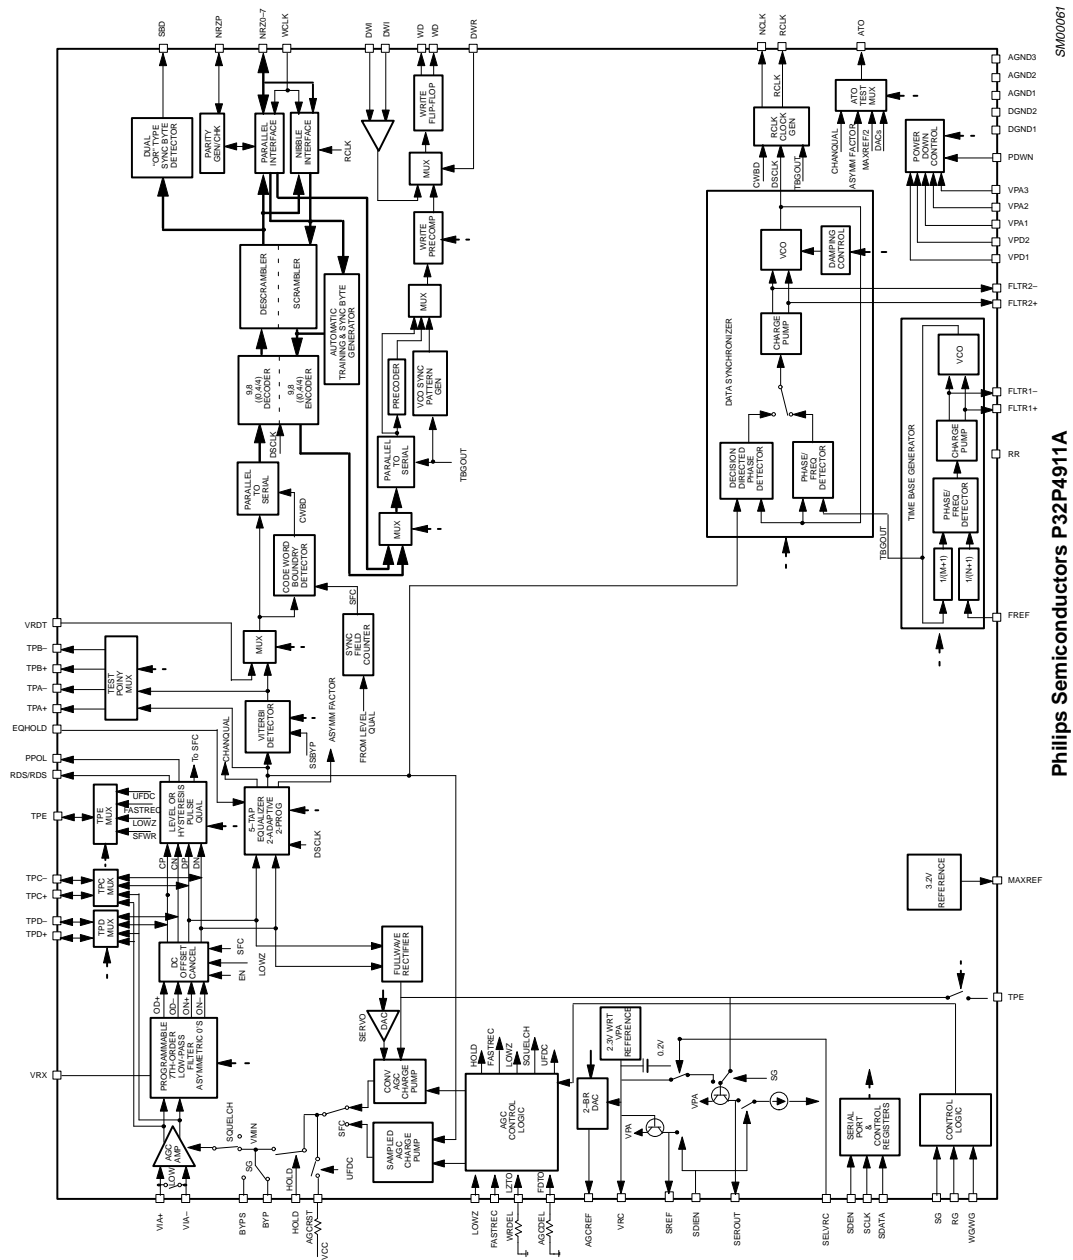 SBD
NRZP
NRZ0–7
WCLK
DWI
DWI
WD
WD
DWR
NCLK
RCLK
ATO
SM00061
AGND3
AGND2
AGND1
DGND2
DGND1
PDWN
VPA3
VPA2
VPA1
VPD2
VPD1
FLTR2–
FLTR2+
FLTR1–
FLTR1+
RR
FREF
MAXREF
TPE
DUAL
"OR" TYPE
SYNC BYTE
DETECTOR
PARITY
GEN/CHK
PARALLEL
INTERFACE
NIBBLE
INTERFACE
RCLK
WRITE
FLIP-FLOP
MUX
WRITE
PRECOMP
MUX
DESCRAMBLER
SCRAMBLER
AUTOMATIC
TRAINING & SYNC BYTE
GENERATOR
PRECODER
VCO SYNC
PATTERN
GEN
9,8
((0,4/4)
DECODER
9,8
((0,4/4)
ENCODER
DSCLK
PARALLEL
TO
SERIAL
TBGOUT
PARALLEL
TO
SERIAL
CWBD
MUX
CODE WORD
BOUNDRY
DETECTOR
SFC
SYNC
FIELD
COUNTER
FROM LEVEL
QUAL
MUX
RCLK
RCLK
CLOCK
GEN
CWBD
DSCLK
TBGOUT
ATO
TEST
MUX
CHANQUAL
ASYMM FACTOR
MAXREF/2
DACs
POWER
DOWN
CONTROL
DATA SYNCHRONIZER
VCO
DAMPING
CONTROL
CHARGE
PUMP
DECISION
DIRECTED
PHASE
DETECTOR
PHASE/
FREQ
DETECTOR
TBGOUT
TIME BASE GENERATOR
VCO
CHARGE
PUMP
PHASE/
FREQ
DETECTOR
1/(M+1)
1/(N+1)
VRDT
TPB–
TPB+
TPA–
TPA+
EQHOLD
PPOL
RDS/RDS
TPE
TPC–
TPC+
TPD–
TPD+
VRX
TEST
POINY
MUX
VITERBI
DETECTOR
SSBYP
CHANQUAL
ASYMM FACTOR
To SFC
TPE
MUX
UFDC
FASTREC
LOWZ
SFWR
LEVEL OR
HYSTERESIS
PULSE
QUAL
5-TAP
EQUALIZER
2-ADAPTIVE
2-PROG
DSCLK
CP
CN
DP
DN
TPC
MUX
TPD
MUX
DC
OFFSET
CANCEL
SFC
LOWZ
EN
OD+
OD–
ON+
ON–
PROGRAMMABLE
7TH-ORDER
LOW-PASS
FILTER
ASYMMETRIC 0'S
FULLWAVE
RECTIFIER
SERVO
DAC
CONV
AGC
CHARGE
PUMP
SAMPLED
AGC
CHARGE
PUMP
SFC
UFDC
AGC
AMP
LOW
SQUELCH
VMIN
SG
HOLD
AGC
CONTROL
LOGIC
HOLD
FASTREC
LOWZ
SQUELCH
UFDC
LZTO
FDTO
2.3V WRT
VPA
REFERENCE
2-BR
DAC
0.2V
VPA
VPA
SG
3.2V
REFERENCE
SERIAL
PORT
&
CONTROL
REGISTERS
CONTROL
LOGIC
VIA+
VIA–
BYPS
BYP
HOLD
AGCRST
VCC
LOWZ
FASTREC
WRDEL
AGCDEL
AGCREF
VRC
SREF
SDIEN
SEROUT
SELVRC
SDEN
SCLK
SDATA
SG
RG
WG/WG
Philips Semiconductors P32P4911A